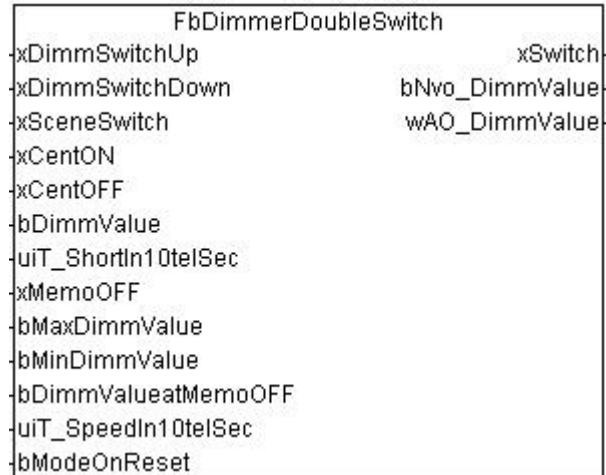 FbDimmerDoubleSwitch
xDimmSwitchUp xSwitch
xDimmSwitchDown bNvo_DimmValue
xSceneSwitch wAO_DimmValue
xCentON
xCentOFF
bDimmValue
uiT_ShortIn10telSec
xMemoOFF
bMaxDimmValue
bMinDimmValue
bDimmValueatMemoOFF
uiT_SpeedIn10telSec
bModeOnReset